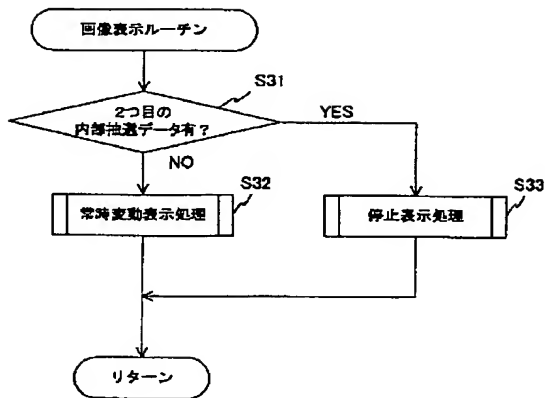 画像表示ルーチン
S31
2つ目の
内部抽選データ有?
YES
NO
S32
常時変動表示処理
S33
停止表示処理
リターン